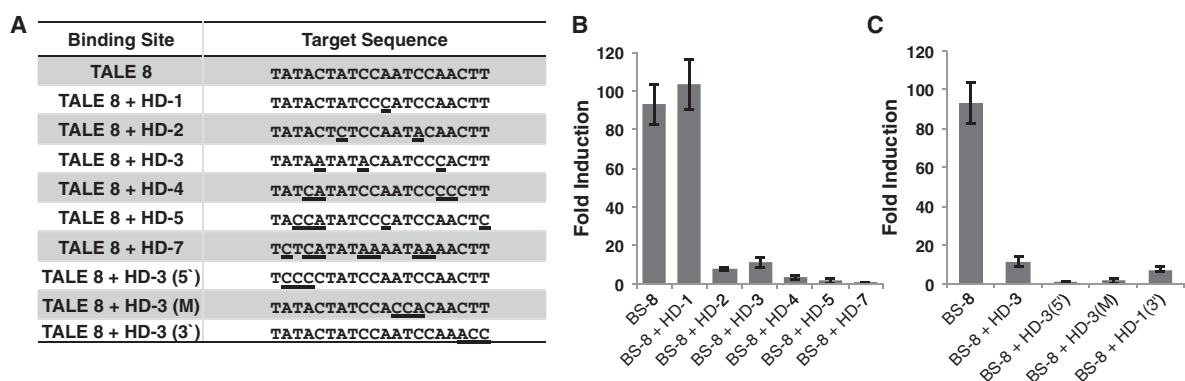 A
Binding Site Target Sequence
TALE 8 TATACTATCCAATCCAACTT
TALE 8 + HD-1 TATACTATCCCATCCAACTT
TALE 8 + HD-2 TATACTCTCCAATACAACTT
TALE 8 + HD-3 TATAATATACAATCCCACTT
TALE 8 + HD-4 TATCATATCCAATCCCCCTT
TALE 8 + HD-5 TACCATATCCCATCCAACTC
TALE 8 + HD-7 TCTCATATAAAATAAAACTT
TALE 8 + HD-3 (5`) TCCCCTATCCAATCCAACTT
TALE 8 + HD-3 (M) TATACTATCCACCACAACTT
TALE 8 + HD-3 (3`) TATACTATCCAATCCAAACC
B
Fold Induction
120
100
80
60
40
20
0
BS-8
BS-8 + HD-1
BS-8 + HD-2
BS-8 + HD-3
BS-8 + HD-4
BS-8 + HD-5
BS-8 + HD-7
C
Fold Induction
120
100
80
60
40
20
0
BS-8
BS-8 + HD-3
BS-8 + HD-3(5')
BS-8 + HD-3(M)
BS-8 + HD-1(3')